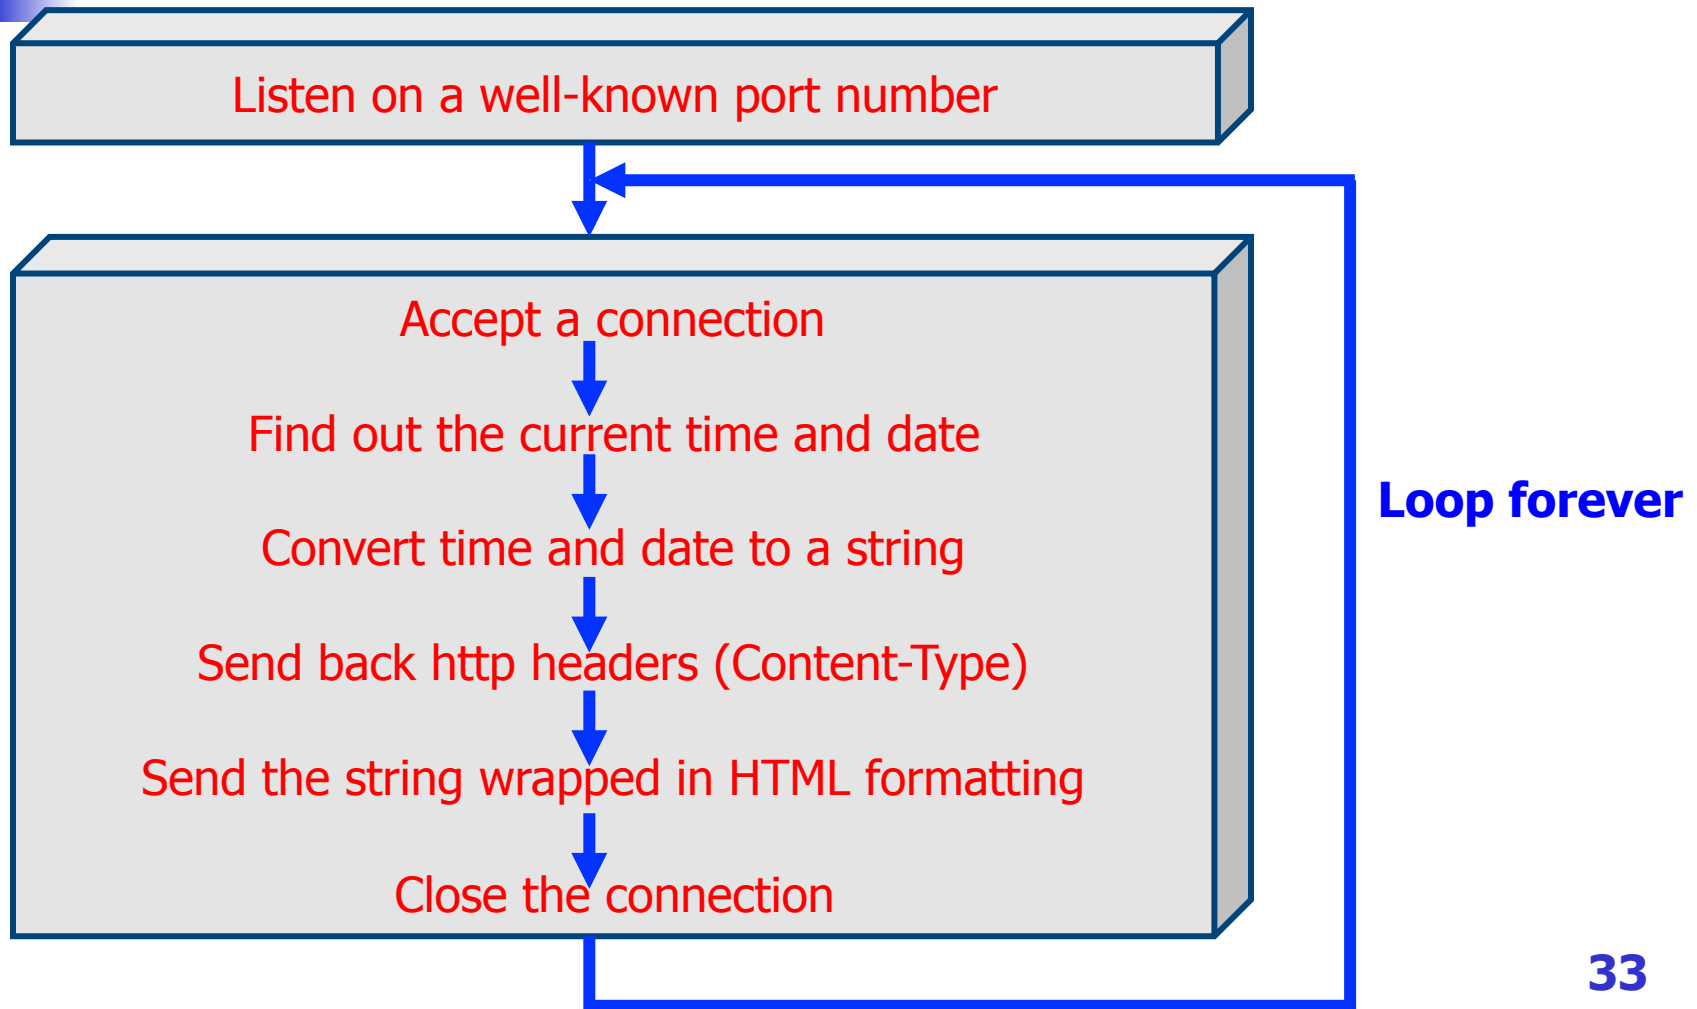 Listen on a well-known port number
Accept a connection
Find out the current time and date
Convert time and date to a string
Loop forever
Send back http headers (Content-Type)
Send the string wrapped in HTML formatting
Close the connection
33